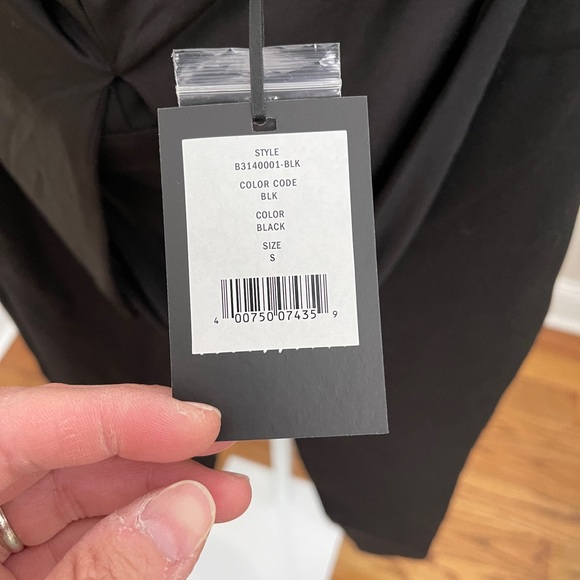 STYLE
B3140001-BLK
COLOR CODE
BLK
COLOR
BLACK
SIZE
S
4 00750 07435 9